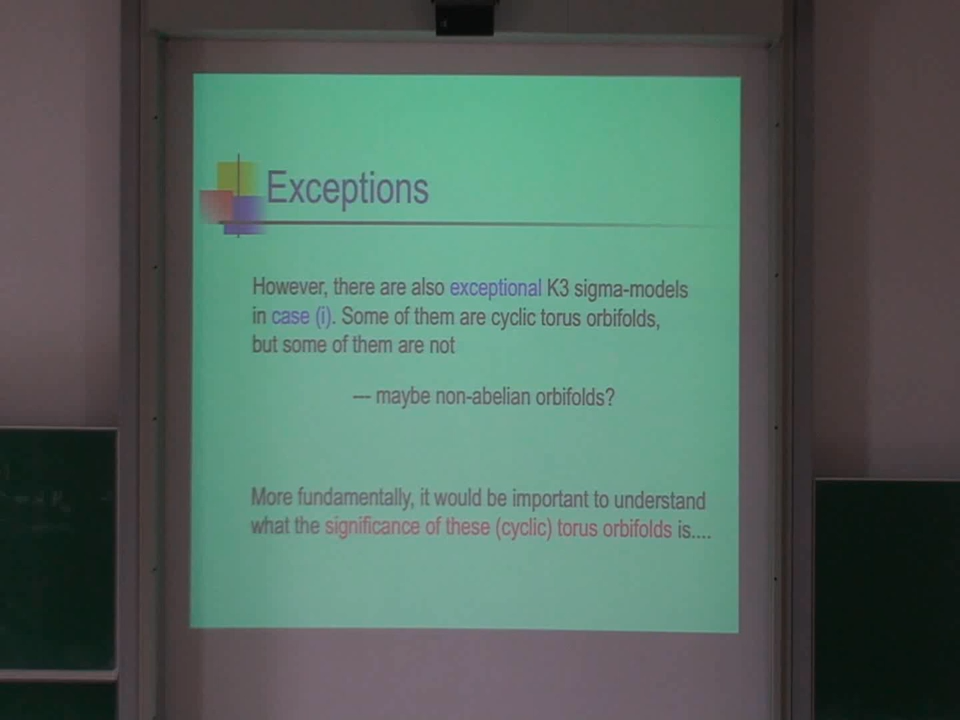 Exceptions
However, there are also exceptional K3 sigma-models
in case (i). Some of them are cyclic torus orbifolds,
but some of them are not
--- maybe non-abelian orbifolds?
More fundamentally, it would be important to understand
what the significance of these (cyclic) torus orbifolds is....